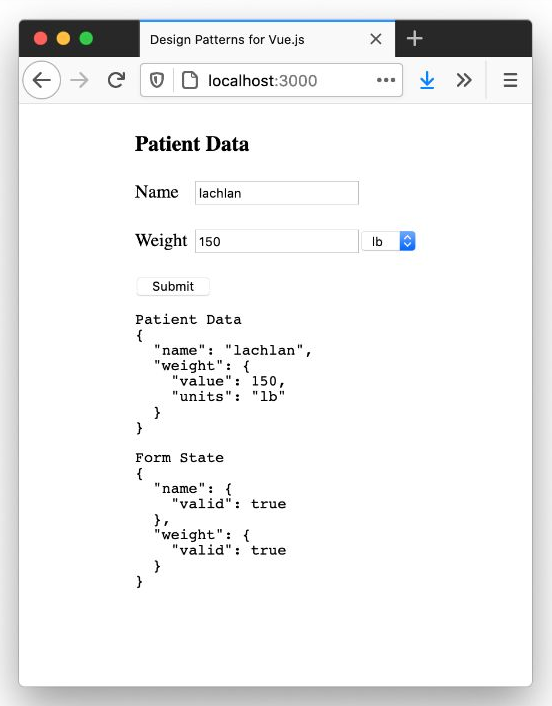 Design Patterns for Vue.js
localhost:3000
Patient Data
Name lachlan
Weight 150 lb
Submit
Patient Data
{
  "name": "lachlan",
  "weight": {
    "value": 150,
    "units": "lb"
  }
}
Form State
{
  "name": {
    "valid": true
  },
  "weight": {
    "valid": true
  }
}